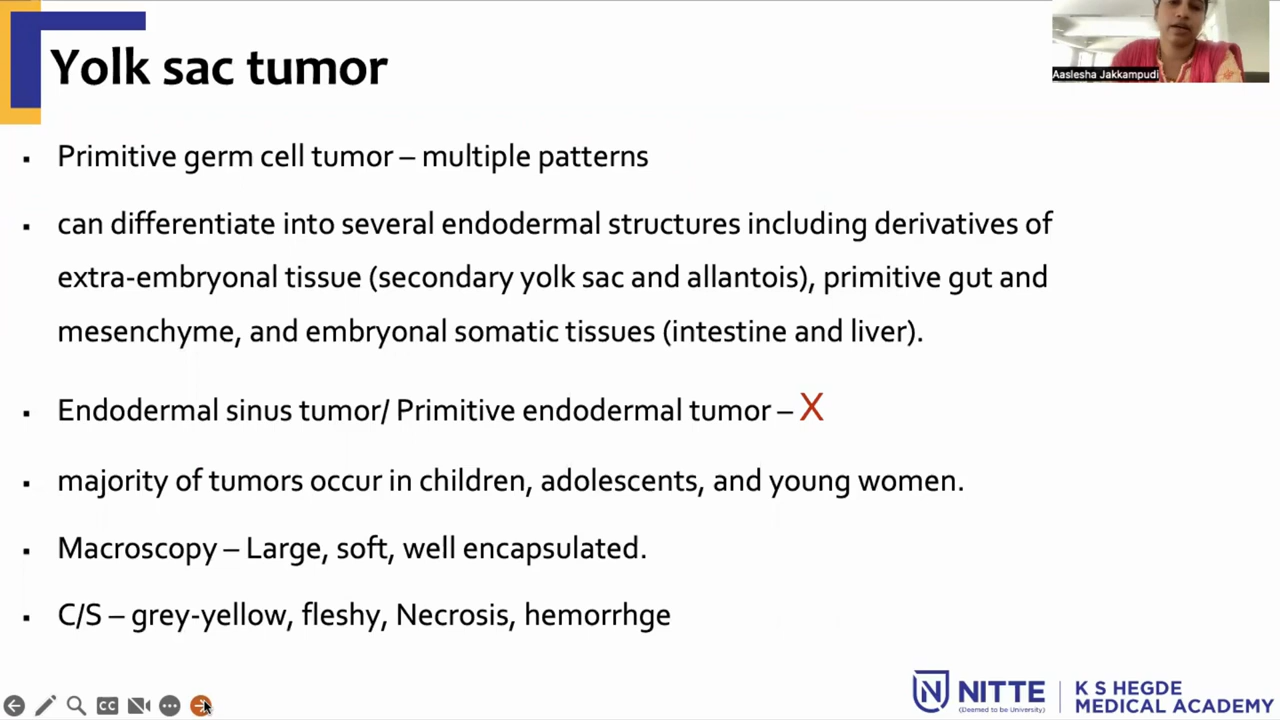 Yolk sac tumor
Aaslesha Jakkampudi
▪ Primitive germ cell tumor – multiple patterns
▪ can differentiate into several endodermal structures including derivatives of
extra-embryonal tissue (secondary yolk sac and allantois), primitive gut and
mesenchyme, and embryonal somatic tissues (intestine and liver).
▪ Endodermal sinus tumor/ Primitive endodermal tumor – X
▪ majority of tumors occur in children, adolescents, and young women.
▪ Macroscopy – Large, soft, well encapsulated.
▪ C/S – grey-yellow, fleshy, Necrosis, hemorrhge
CC
N NITTE
(Deemed to be University)
K S HEGDE
MEDICAL ACADEMY